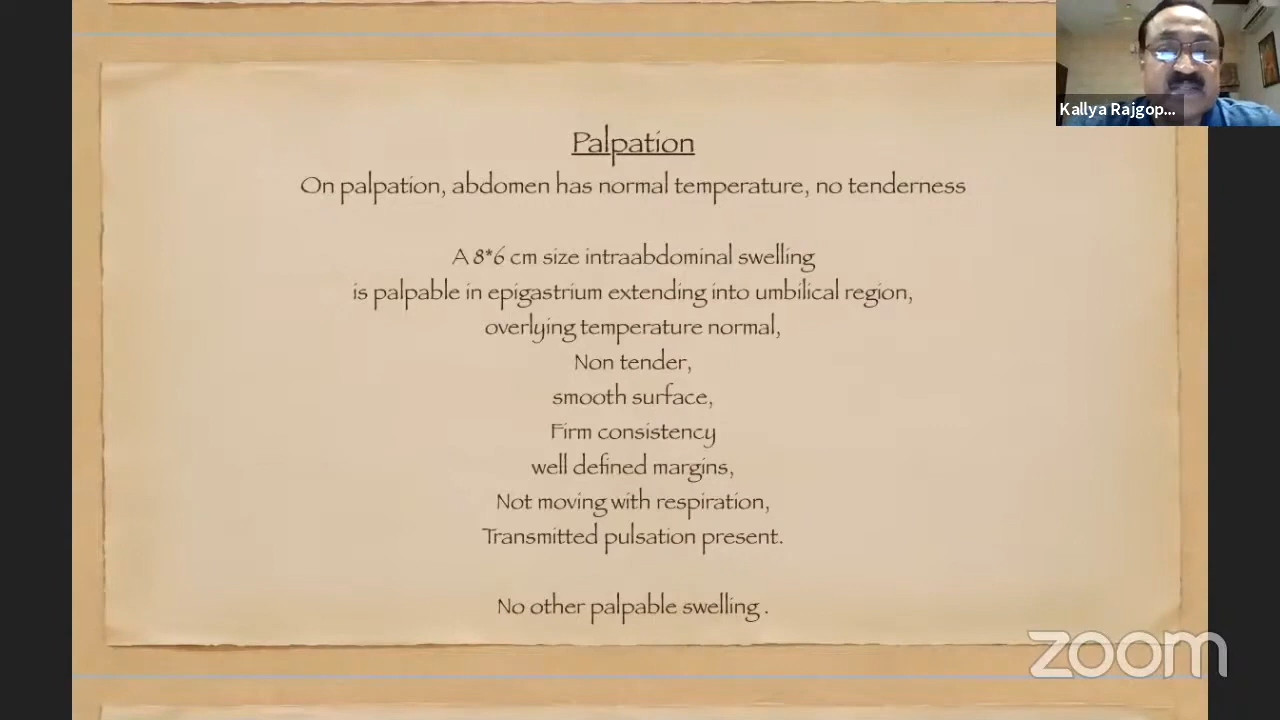 Kallya Rajgop...
Palpation
On palpation, abdomen has normal temperature, no tenderness
A 8*6 cm size intraabdominal swelling
is palpable in epigastrium extending into umbilical region,
overlying temperature normal,
Non tender,
smooth surface,
Firm consistency
well defined margins,
Not moving with respiration,
Transmitted pulsation present.
No other palpable swelling .
zoom